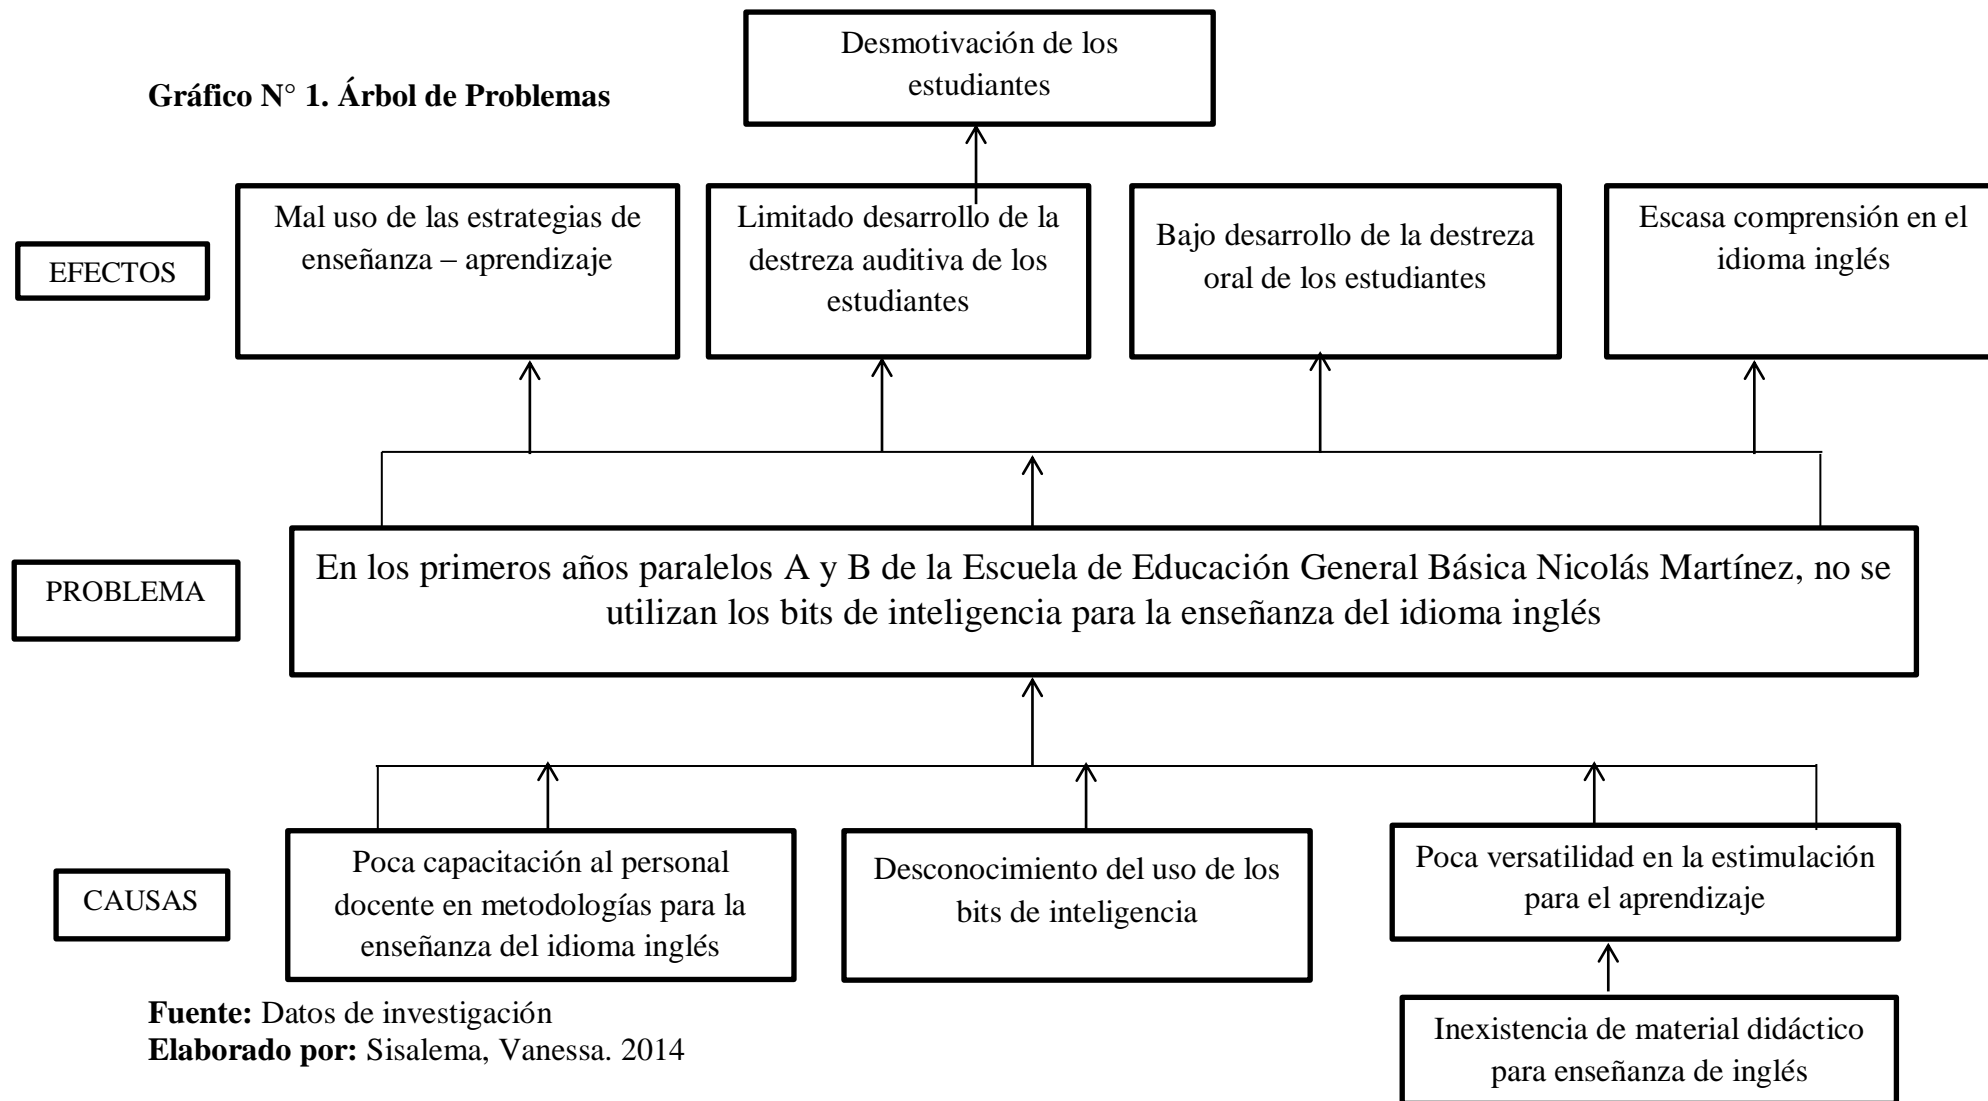 Desmotivación de los
estudiantes
Gráfico N° 1. Árbol de Problemas
EFECTOS
Mal uso de las estrategias de
enseñanza – aprendizaje
Limitado desarrollo de la
destreza auditiva de los
estudiantes
Bajo desarrollo de la destreza
oral de los estudiantes
Escasa comprensión en el
idioma inglés
PROBLEMA
En los primeros años paralelos A y B de la Escuela de Educación General Básica Nicolás Martínez, no se
utilizan los bits de inteligencia para la enseñanza del idioma inglés
CAUSAS
Poca capacitación al personal
docente en metodologías para la
enseñanza del idioma inglés
Desconocimiento del uso de los
bits de inteligencia
Poca versatilidad en la estimulación
para el aprendizaje
Inexistencia de material didáctico
para enseñanza de inglés
Fuente: Datos de investigación
Elaborado por: Sisalema, Vanessa. 2014